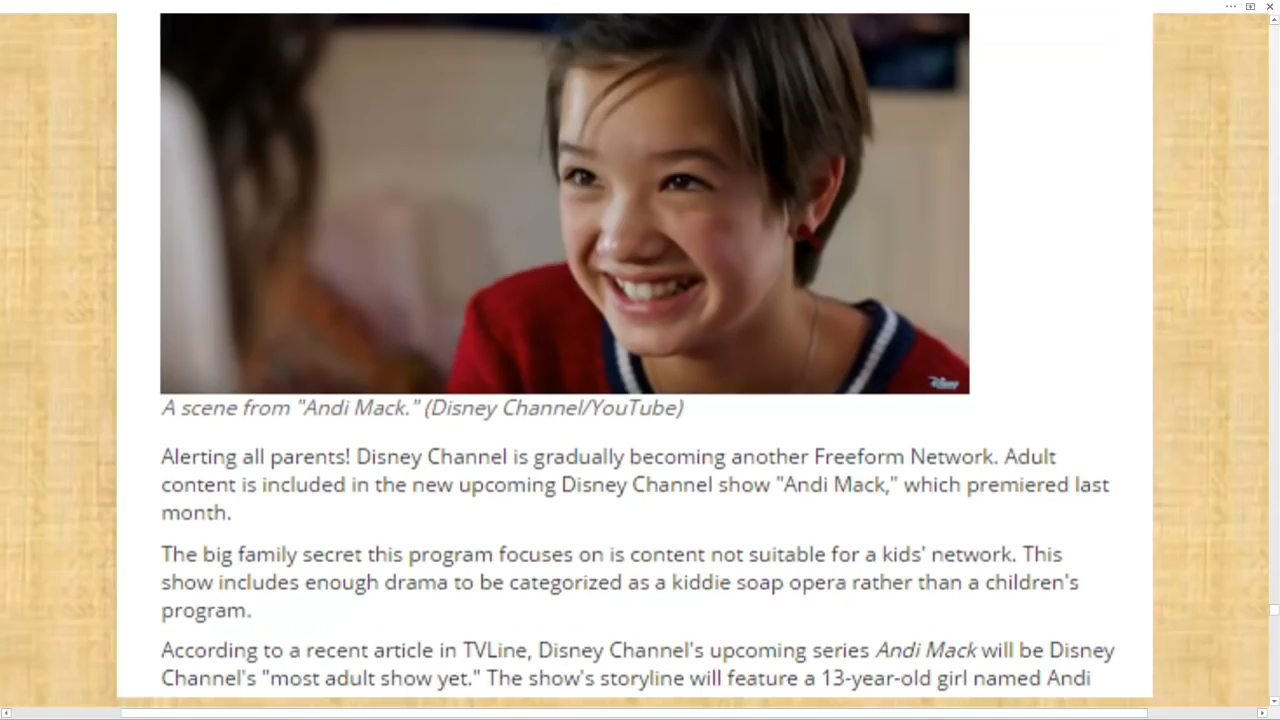 Disney
A scene from "Andi Mack." (Disney Channel/YouTube)
Alerting all parents! Disney Channel is gradually becoming another Freeform Network. Adult
content is included in the new upcoming Disney Channel show "Andi Mack," which premiered last
month.
The big family secret this program focuses on is content not suitable for a kids' network. This
show includes enough drama to be categorized as a kiddie soap opera rather than a children's
program.
According to a recent article in TVLine, Disney Channel's upcoming series Andi Mack will be Disney
Channel's "most adult show yet." The show's storyline will feature a 13-year-old girl named Andi